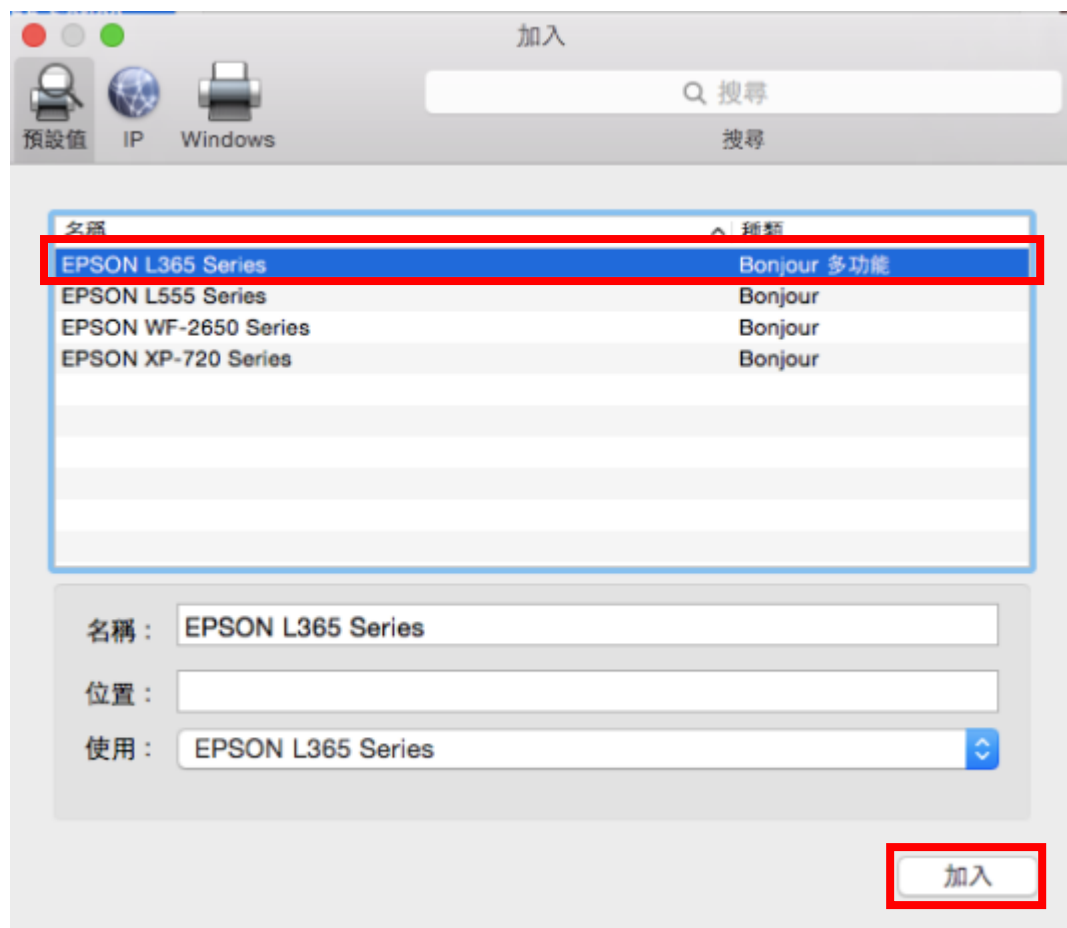 加入
搜尋
預設值 IP Windows 搜尋
名稱 種類
EPSON L365 Series Bonjour 多功能
EPSON L555 Series Bonjour
EPSON WF-2650 Series Bonjour
EPSON XP-720 Series Bonjour
名稱： EPSON L365 Series
位置：
使用： EPSON L365 Series
加入